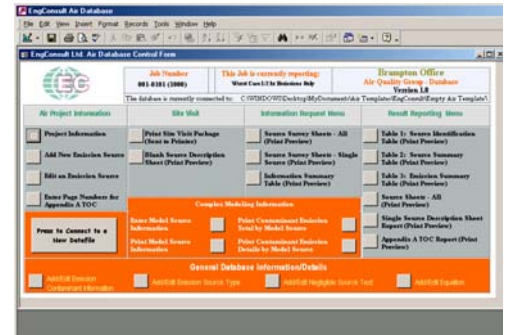 EngConsult Air Database
File Edit View Insert Format Records Tools Window Help
EngConsult Ltd. Air Database Control Form
Job Number
001-0101 (1000)
This Job is currently reporting:
Brampton Office
Air Quality Group - Database
Version 1.0
The database is currently connected to:
Air Project Information
Site Visit
Information Request Menu
Result Reporting Menu
Project Information
Add New Emission Source
Edit an Emission Source
Enter Page Numbers for
Appendix A TOC
Press to Connect to a
New Datafile
Print Site Visit Package
(Sent to Printer)
Blank Source Description
Sheet (Print Preview)
Source Survey Sheets - All
(Print Preview)
Source Survey Sheets - Single
Source (Print Preview)
Information Summary
Table (Print Preview)
Table 1: Source Identification
Table (Print Preview)
Table 2: Source Summary
Table (Print Preview)
Table 3: Emission Summary
Table (Print Preview)
Source Sheets - All
(Print Preview)
Single Source Description Sheet
Report (Print Preview)
Appendix A TOC Report (Print
Preview)
Complex Modeling Information
Enter Model Source
Information
Print Contaminant Emission
Total by Model Source
Print Model Source
Information
Print Contaminant Emission
Details by Model Source
General Database Information/Details
Add/Edit Emission
Contaminant Information
Add/Edit Emission Source Type
Add/Edit Negligible Source Text
Add/Edit Equation